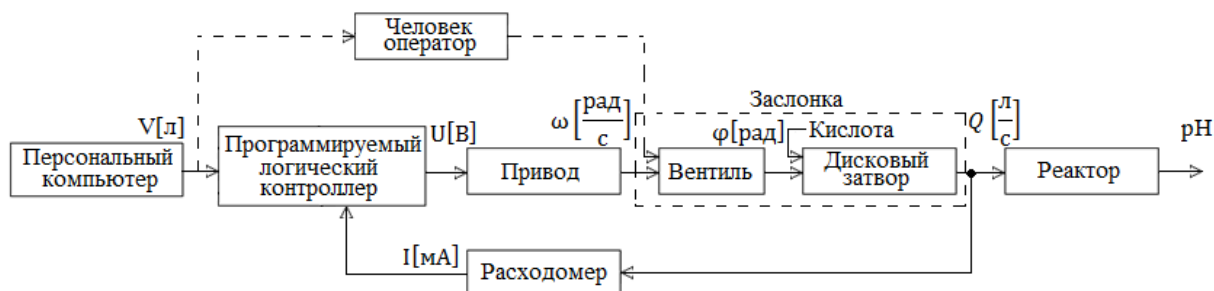 Человек
оператор
V[л]
Персональный
компьютер
Программируемый
логический
контроллер
U[В]
Привод
ω [рад/с]
Заслонка
Вентиль
φ[рад]
Кислота
Дисковый
затвор
Q [л/с]
Реактор
pH
I[мА]
Расходомер